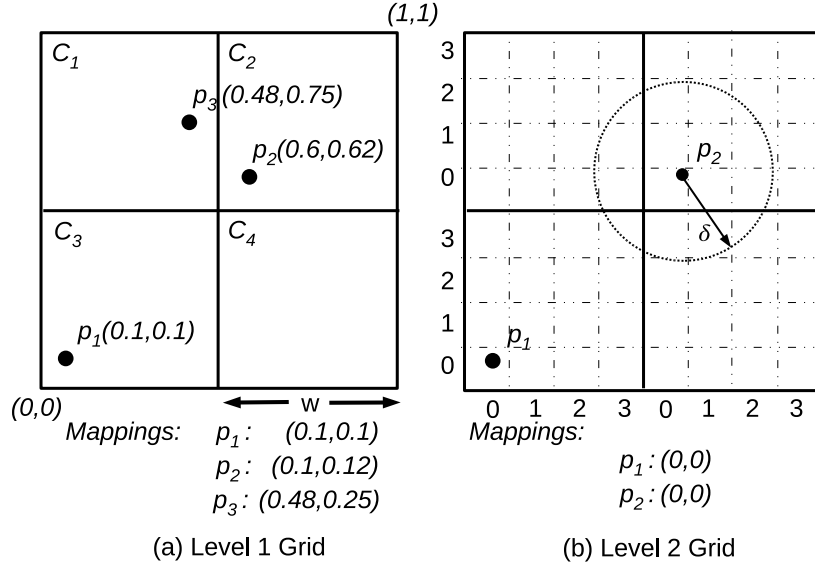 (1,1)
C1
C2
p3(0.48,0.75)
p2(0.6,0.62)
C3
C4
p1(0.1,0.1)
(0,0)
w
Mappings:
p1: (0.1,0.1)
p2: (0.1,0.12)
p3: (0.48,0.25)
(a) Level 1 Grid
3
2
1
0
3
2
1
0
p2
δ
p1
0 1 2 3 0 1 2 3
Mappings:
p1:(0,0)
p2:(0,0)
(b) Level 2 Grid